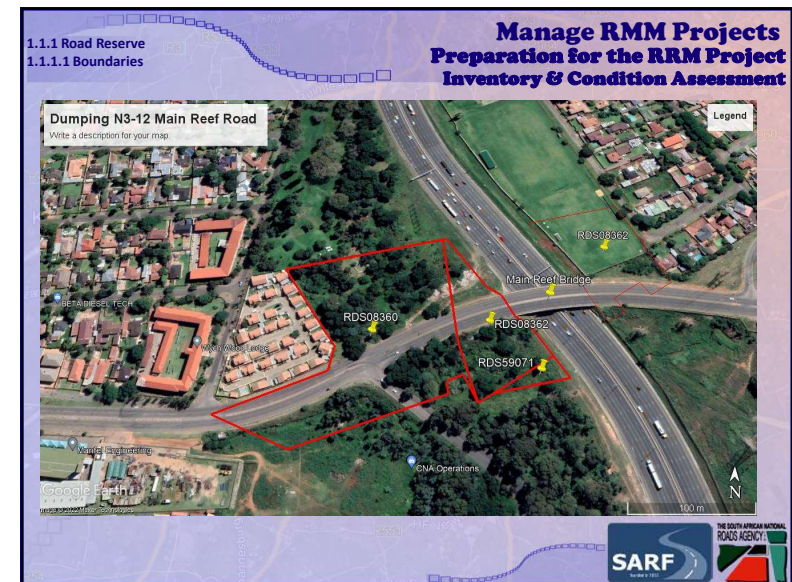 1.1.1 Road Reserve
1.1.1.1 Boundaries
Manage RMM Projects
Preparation for the RRM Project
Inventory & Condition Assessment
Dumping N3-12 Main Reef Road
Write a description for your map.
Legend
RDS08362
Main Reef Bridge
BETA DIESEL TECH
RDS08360
RDS08362
Lodge
RDS59071
Engineering
CNA Operations
Google Earth
N
100 m
SARF
THE SOUTH AFRICAN NATIONAL
ROADS AGENCY